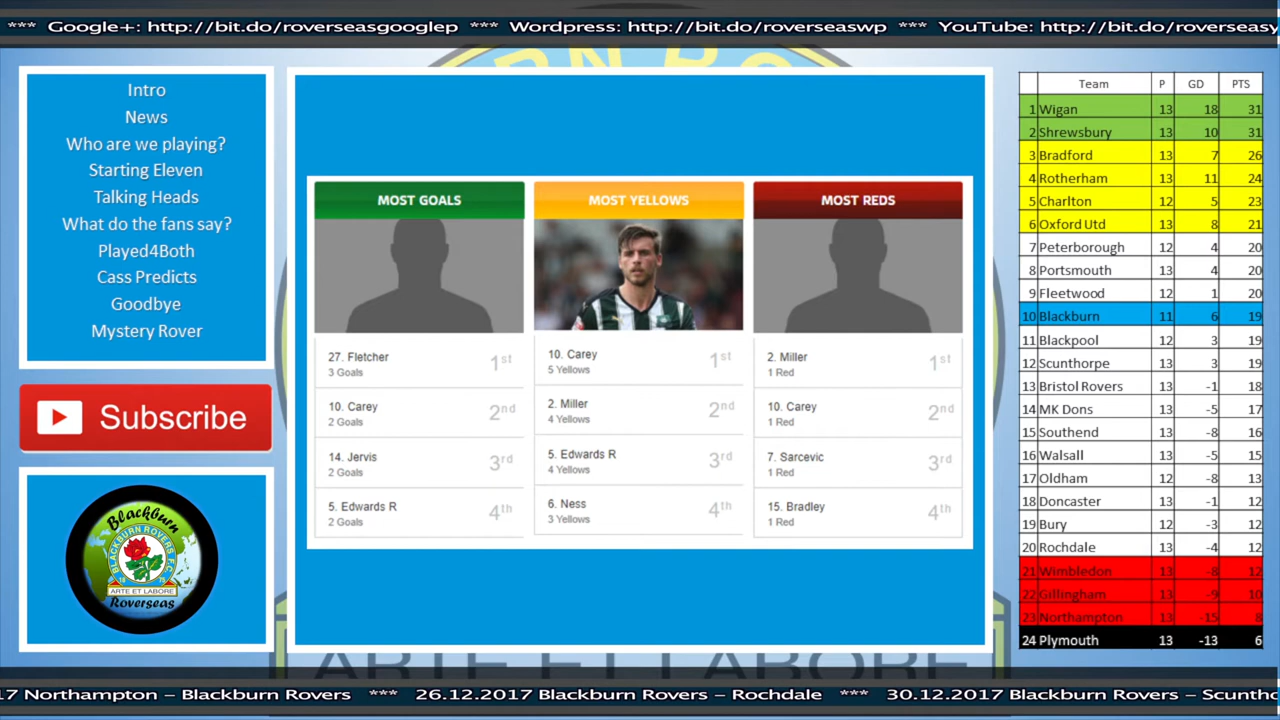 *** Google+: http://bit.do/roverseasgooglep *** Wordpress: http://bit.do/roverseaswp *** YouTube: http://bit.do/roverseasy
Intro
News
Who are we playing?
Starting Eleven
Talking Heads
What do the fans say?
Played4Both
Cass Predicts
Goodbye
Mystery Rover
Subscribe
Blackburn
BLACKBURN ROVERS F.C.
18 75
ARTE ET LABORE
Roverseas
MOST GOALS
27. Fletcher 1st
3 Goals
10. Carey 2nd
2 Goals
14. Jervis 3rd
2 Goals
5. Edwards R 4th
2 Goals
MOST YELLOWS
10. Carey 1st
5 Yellows
2. Miller 2nd
4 Yellows
5. Edwards R 3rd
4 Yellows
6. Ness 4th
3 Yellows
MOST REDS
2. Miller 1st
1 Red
10. Carey 2nd
1 Red
7. Sarcevic 3rd
1 Red
15. Bradley 4th
1 Red
Team P GD PTS
1 Wigan 13 18 31
2 Shrewsbury 13 10 31
3 Bradford 13 7 26
4 Rotherham 13 11 24
5 Charlton 12 5 23
6 Oxford Utd 13 8 21
7 Peterborough 12 4 20
8 Portsmouth 13 4 20
9 Fleetwood 12 1 20
10 Blackburn 11 6 19
11 Blackpool 12 3 19
12 Scunthorpe 13 3 19
13 Bristol Rovers 13 -1 18
14 MK Dons 13 -5 17
15 Southend 13 -8 16
16 Walsall 13 -5 15
17 Oldham 12 -8 13
18 Doncaster 13 -1 12
19 Bury 12 -3 12
20 Rochdale 13 -4 12
21 Wimbledon 13 -8 12
22 Gillingham 13 -9 10
23 Northampton 13 -15 8
24 Plymouth 13 -13 6
ARTE ET LABORE
17 Northampton – Blackburn Rovers *** 26.12.2017 Blackburn Rovers – Rochdale *** 30.12.2017 Blackburn Rovers – Scuntho